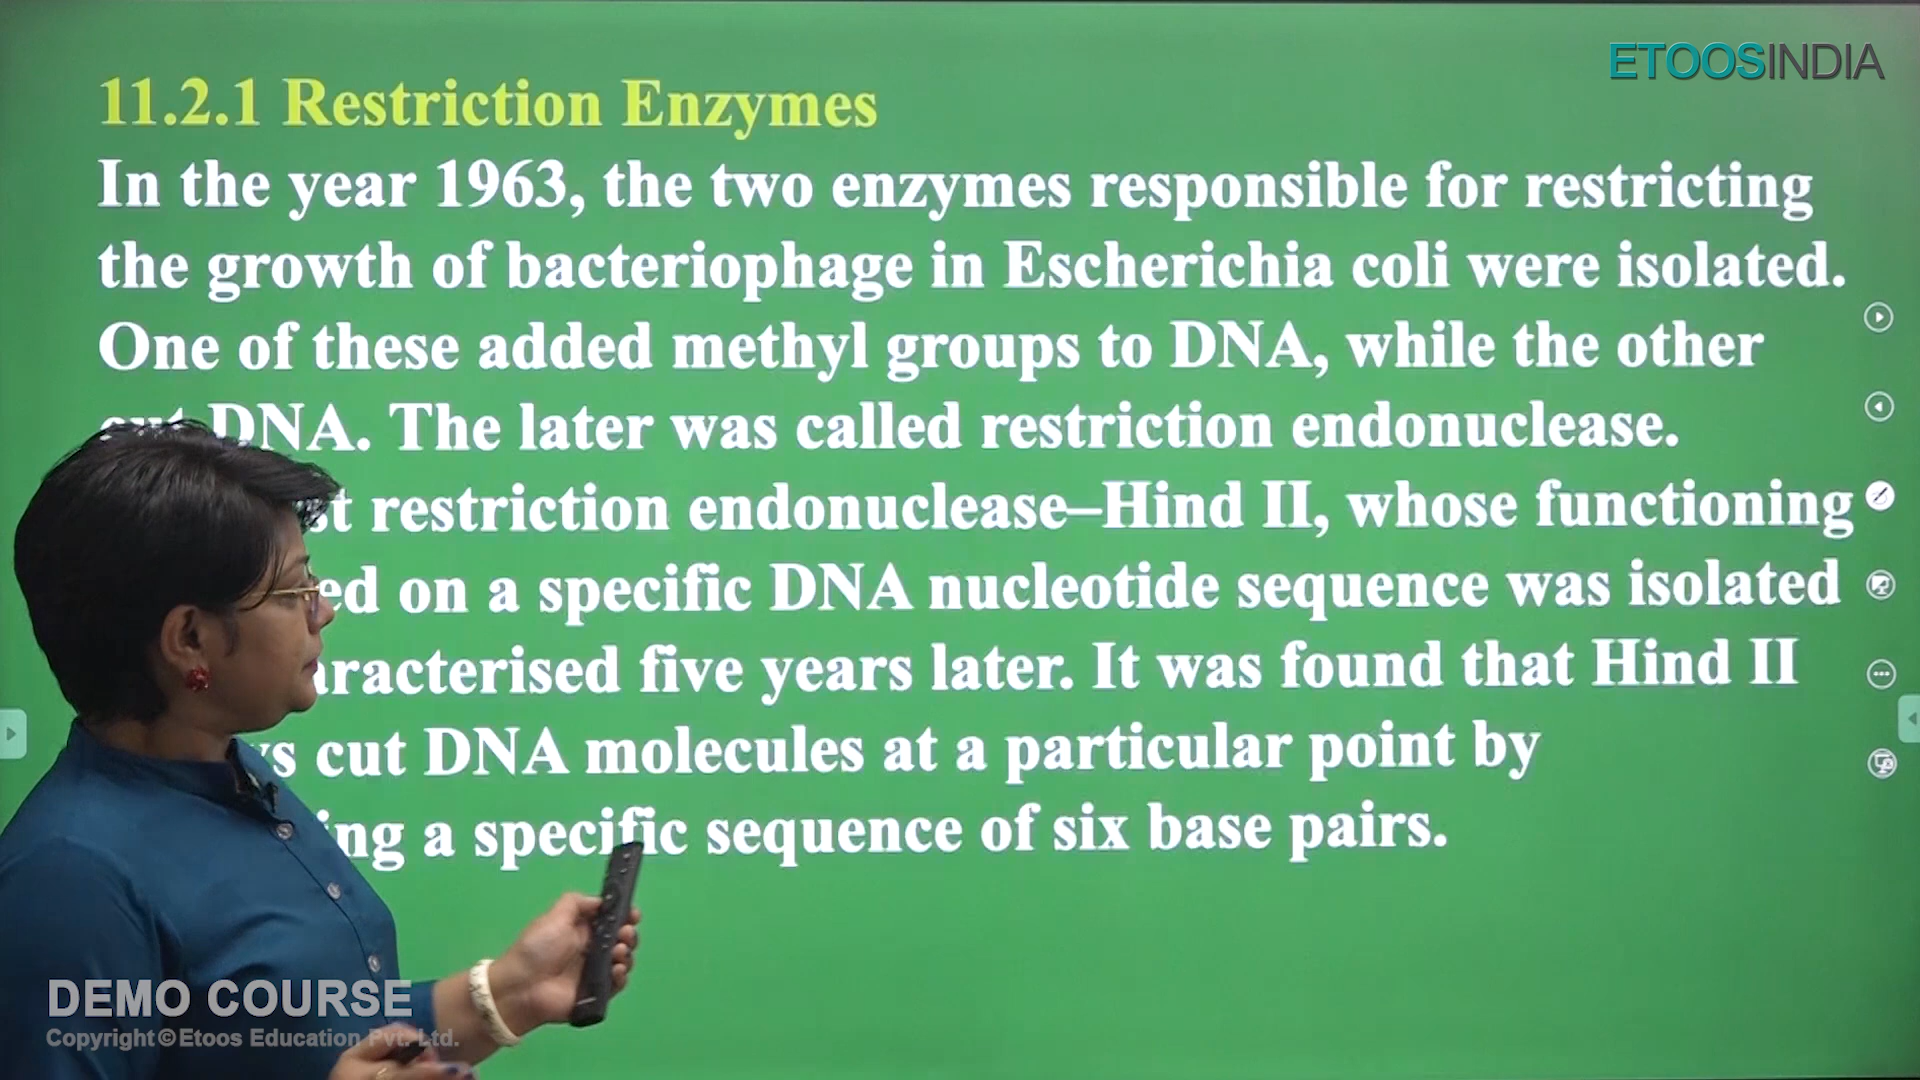 ETOOSINDIA
11.2.1 Restriction Enzymes
In the year 1963, the two enzymes responsible for restricting
the growth of bacteriophage in Escherichia coli were isolated.
One of these added methyl groups to DNA, while the other
cut DNA. The later was called restriction endonuclease.
restriction endonuclease–Hind II, whose functioning
on a specific DNA nucleotide sequence was isolated
five years later. It was found that Hind II
cut DNA molecules at a particular point by
a specific sequence of six base pairs.
DEMO COURSE
Copyright©Etoos Education Pvt. Ltd.